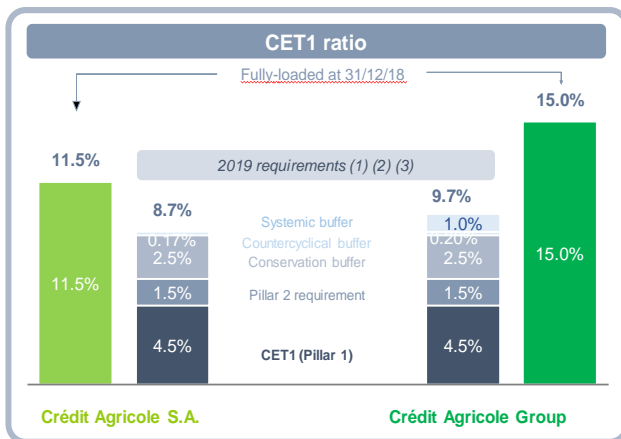 CET1 ratio
Fully-loaded at 31/12/18
15.0%
11.5%
2019 requirements (1) (2) (3)
8.7%
9.7%
Systemic buffer
1.0%
0.17%
Countercyclical buffer
0.20%
2.5%
Conservation buffer
2.5%
15.0%
11.5%
1.5%
Pillar 2 requirement
1.5%
4.5%
CET1 (Pillar 1)
4.5%
Crédit Agricole S.A.
Crédit Agricole Group